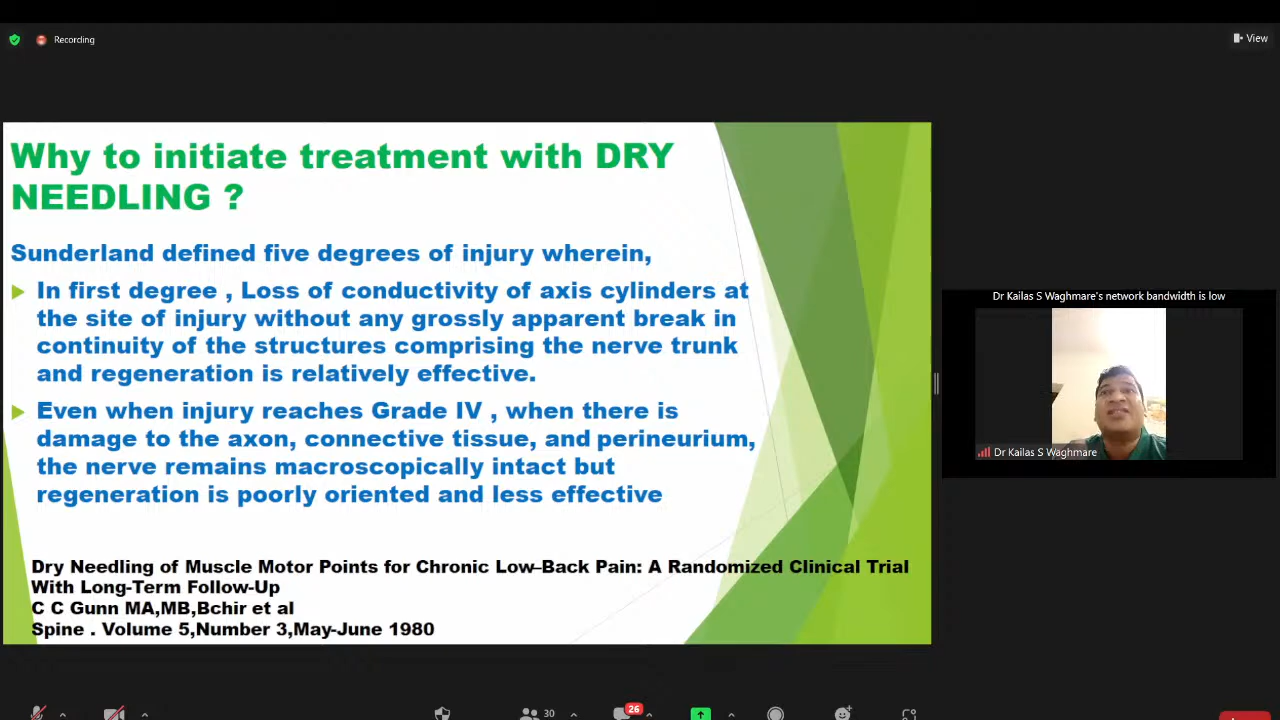 Recording
View
Why to initiate treatment with DRY
NEEDLING ?
Sunderland defined five degrees of injury wherein,
In first degree , Loss of conductivity of axis cylinders at
the site of injury without any grossly apparent break in
continuity of the structures comprising the nerve trunk
and regeneration is relatively effective.
Even when injury reaches Grade IV , when there is
damage to the axon, connective tissue, and perineurium,
the nerve remains macroscopically intact but
regeneration is poorly oriented and less effective
Dry Needling of Muscle Motor Points for Chronic Low–Back Pain: A Randomized Clinical Trial
With Long-Term Follow-Up
C C Gunn MA,MB,Bchir et al
Spine . Volume 5,Number 3,May-June 1980
Dr Kailas S Waghmare's network bandwidth is low
Dr Kailas S Waghmare
30
26